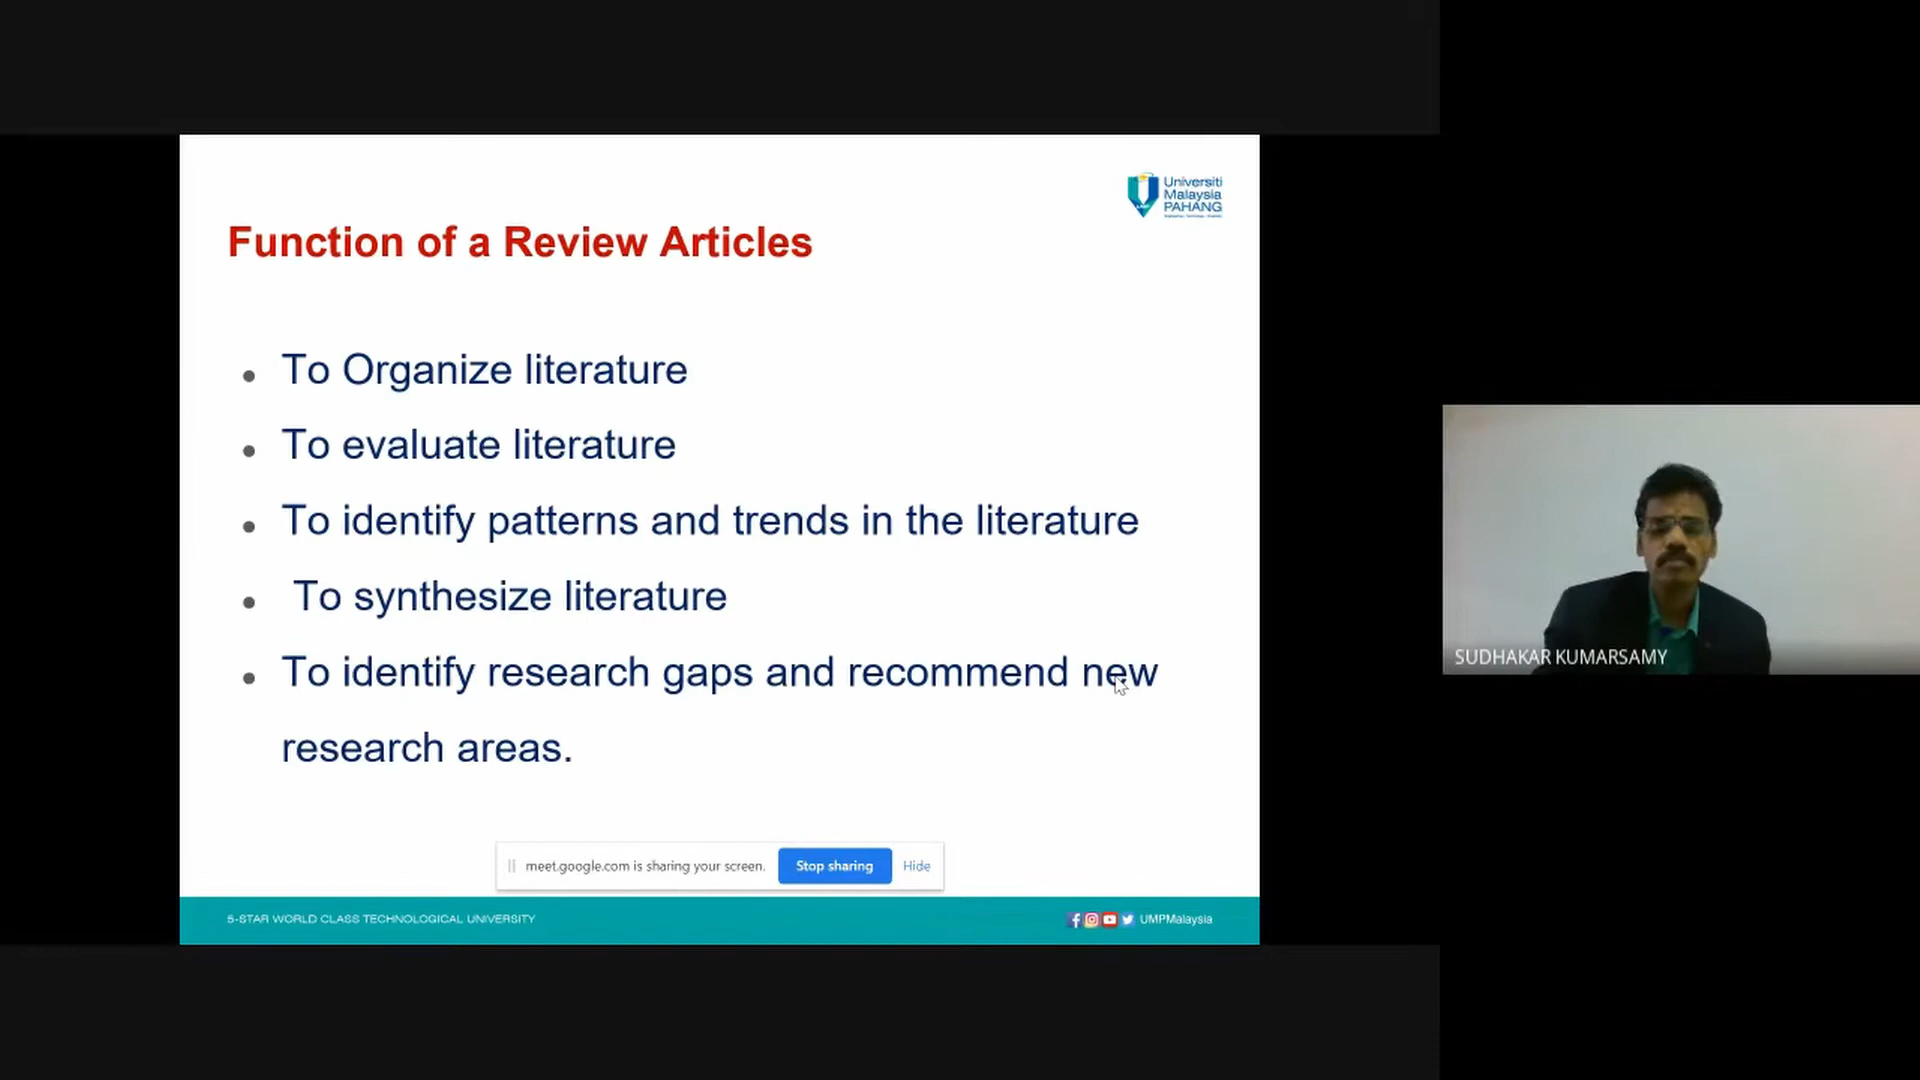 Universiti
Malaysia
PAHANG
Function of a Review Articles
To Organize literature
To evaluate literature
To identify patterns and trends in the literature
To synthesize literature
To identify research gaps and recommend new
research areas.
meet.google.com is sharing your screen. Stop sharing Hide
5-STAR WORLD CLASS TECHNOLOGICAL UNIVERSITY
UMPMalaysia
SUDHAKAR KUMARSAMY